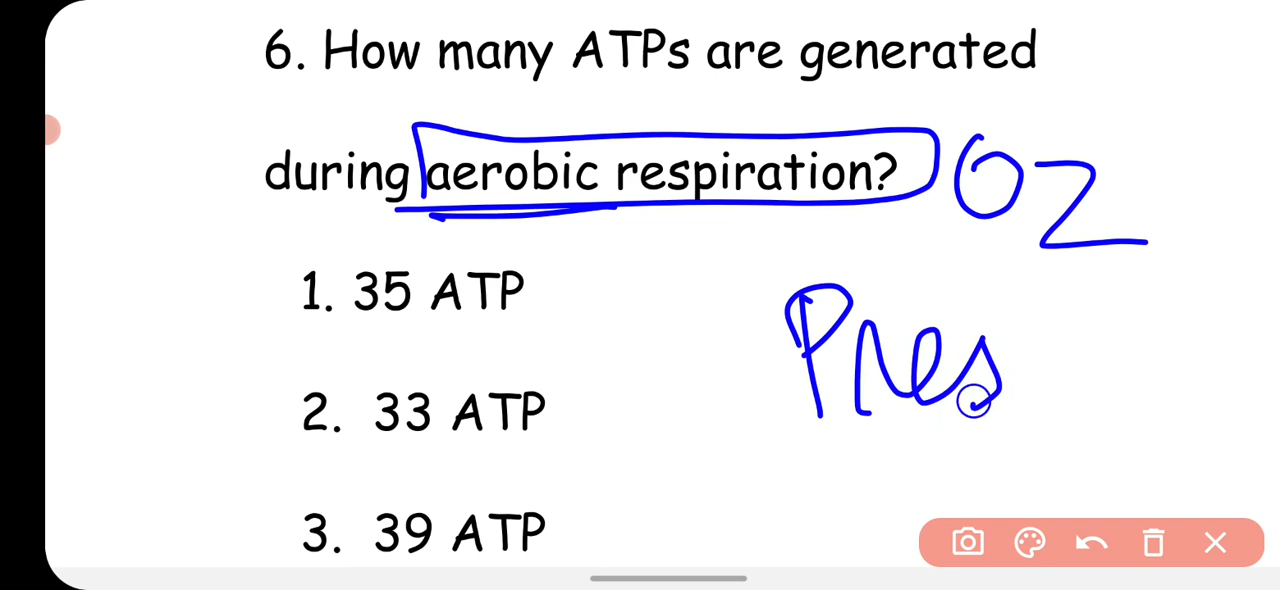 6. How many ATPs are generated
during aerobic respiration? O2
1. 35 ATP
Pres
2. 33 ATP
3. 39 ATP